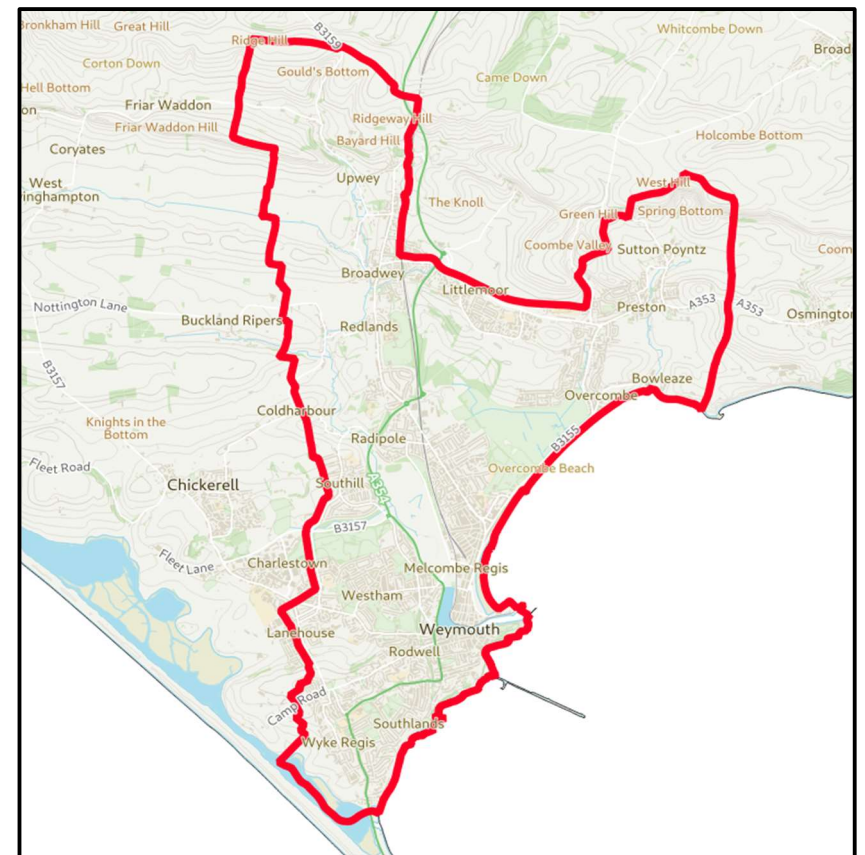 Bronkham Hill
Great Hill
Ridge Hill
B3159
Whitcombe Down
Broad
Corton Down
Gould's Bottom
Came Down
Hell Bottom
on
Friar Waddon
Friar Waddon Hill
Ridgeway Hill
Bayard Hill
Holcombe Bottom
Coryates
West
inghampton
Upwey
West Hill
The Knoll
Green Hill
Spring Bottom
Coombe Valley
Sutton Poyntz
Coom
Broadwey
Littlemoor
Nottington Lane
Preston
A353
A353
Osmington
Buckland Ripers
Redlands
B3157
Bowleaze
Overcombe
Coldharbour
Knights in the
Bottom
Radipole
B3155
Fleet Road
Overcombe Beach
Chickerell
Southill
A354
B3157
Fleet Lane
Charlestown
Melcombe Regis
Westham
Lanehouse
Weymouth
Rodwell
Camp Road
Southlands
Wyke Regis